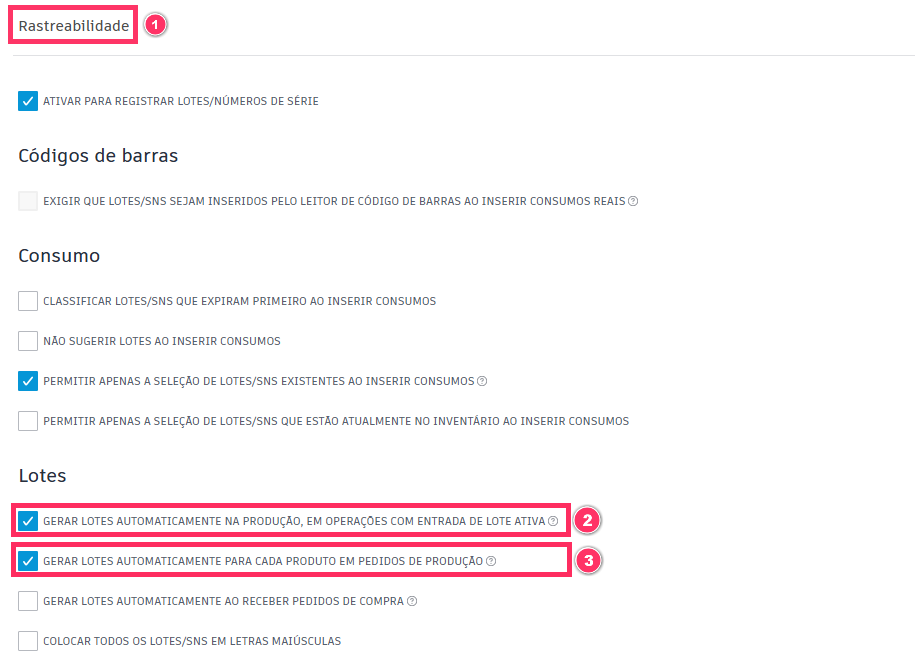 Rastreabilidade 1
ATIVAR PARA REGISTRAR LOTES/NÚMEROS DE SÉRIE
Códigos de barras
EXIGIR QUE LOTES/SNS SEJAM INSERIDOS PELO LEITOR DE CÓDIGO DE BARRAS AO INSERIR CONSUMOS REAIS ?
Consumo
CLASSIFICAR LOTES/SNS QUE EXPIRAM PRIMEIRO AO INSERIR CONSUMOS
NÃO SUGERIR LOTES AO INSERIR CONSUMOS
PERMITIR APENAS A SELEÇÃO DE LOTES/SNS EXISTENTES AO INSERIR CONSUMOS ?
PERMITIR APENAS A SELEÇÃO DE LOTES/SNS QUE ESTÃO ATUALMENTE NO INVENTÁRIO AO INSERIR CONSUMOS
Lotes
GERAR LOTES AUTOMATICAMENTE NA PRODUÇÃO, EM OPERAÇÕES COM ENTRADA DE LOTE ATIVA ? 2
GERAR LOTES AUTOMATICAMENTE PARA CADA PRODUTO EM PEDIDOS DE PRODUÇÃO ? 3
GERAR LOTES AUTOMATICAMENTE AO RECEBER PEDIDOS DE COMPRA ?
COLOCAR TODOS OS LOTES/SNS EM LETRAS MAIÚSCULAS